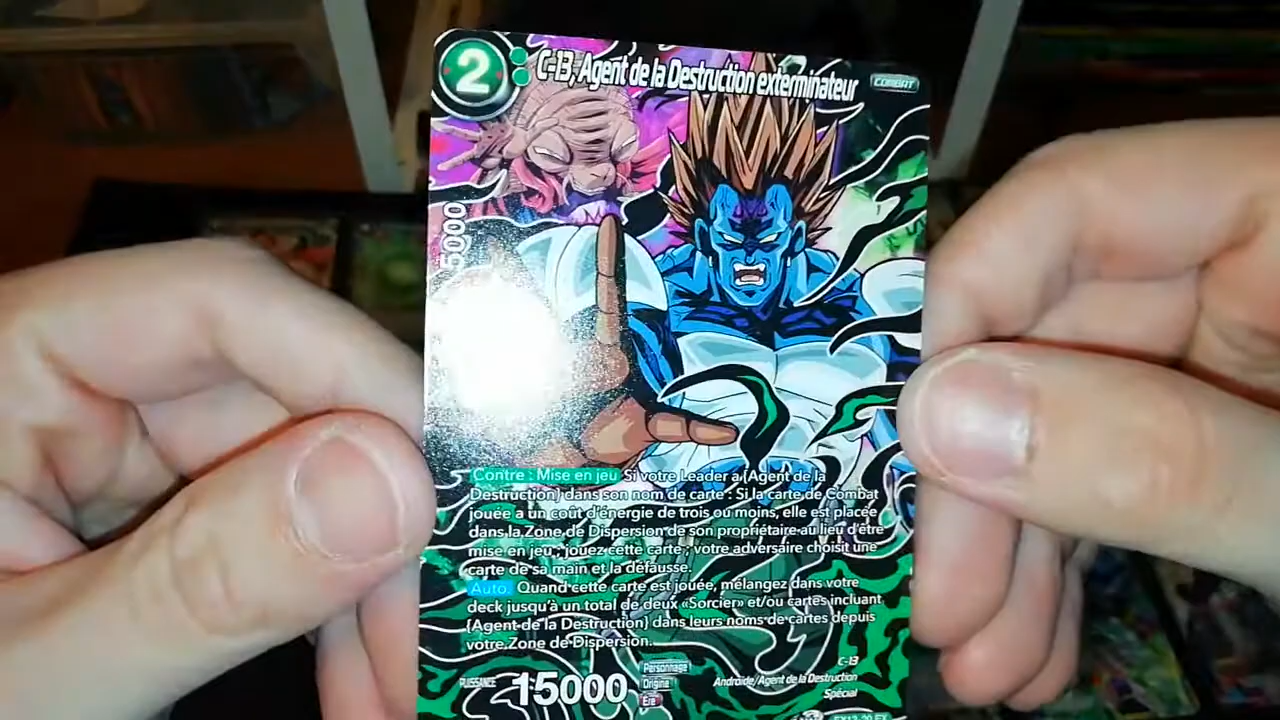 2
C-13, Agent de la Destruction exterminateur
COMBAT
5000
Contre : Mise en jeu Si votre Leader a {Agent de la
Destruction} dans son nom de carte : Si la carte de Combat
jouée a un coût d'énergie de trois ou moins, elle est placée
dans la Zone de Dispersion de son propriétaire au lieu d'être
mise en jeu ; jouez cette carte ; votre adversaire choisit une
carte de sa main et la défausse.
Auto. Quand cette carte est jouée, mélangez dans votre
deck jusqu'à un total de deux «Sorcier» et/ou cartes incluant
{Agent de la Destruction} dans leurs noms de cartes depuis
votre Zone de Dispersion.
PUISSANCE 15000
Personnage C-13
Origine Androïde/Agent de la Destruction
Ère Spécial